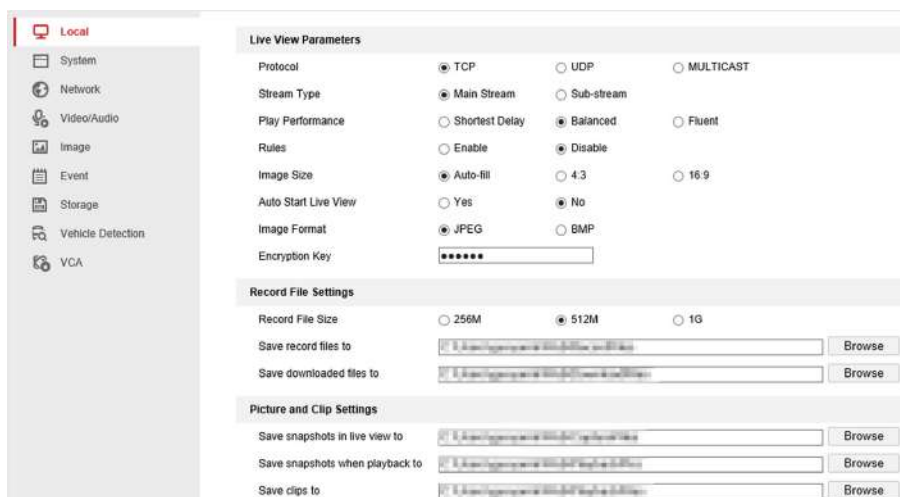 Local
System
Network
Video/Audio
Image
Event
Storage
Vehicle Detection
VCA
Live View Parameters
Protocol TCP UDP MULTICAST
Stream Type Main Stream Sub-stream
Play Performance Shortest Delay Balanced Fluent
Rules Enable Disable
Image Size Auto-fill 4:3 16:9
Auto Start Live View Yes No
Image Format JPEG BMP
Encryption Key
Record File Settings
Record File Size 256M 512M 1G
Save record files to Browse
Save downloaded files to Browse
Picture and Clip Settings
Save snapshots in live view to Browse
Save snapshots when playback to Browse
Save clips to Browse